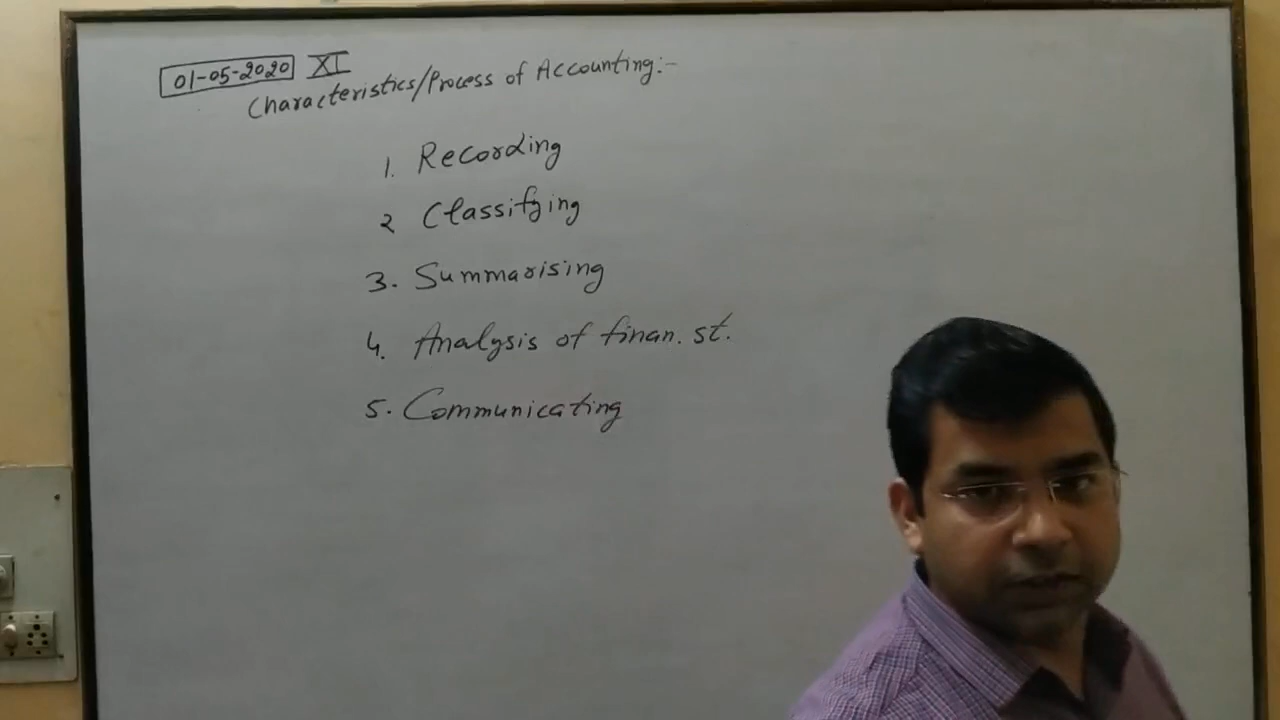 01-05-2020 XI
Characteristics/Process of Accounting:-
1. Recording
2 Classifying
3. Summarising
4. Analysis of finan. st.
5. Communicating